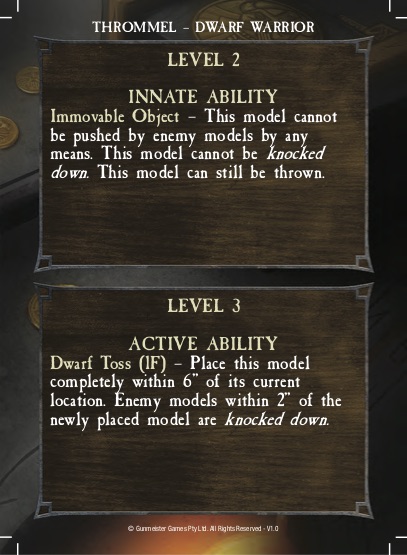 THROMMEL – DWARF WARRIOR
LEVEL 2
INNATE ABILITY
Immovable Object – This model cannot
be pushed by enemy models by any
means. This model cannot be knocked
down. This model can still be thrown.
LEVEL 3
ACTIVE ABILITY
Dwarf Toss (1F) – Place this model
completely within 6” of its current
location. Enemy models within 2” of the
newly placed model are knocked down.
© Gunmeister Games Pty Ltd. All Rights Reserved - V1.0